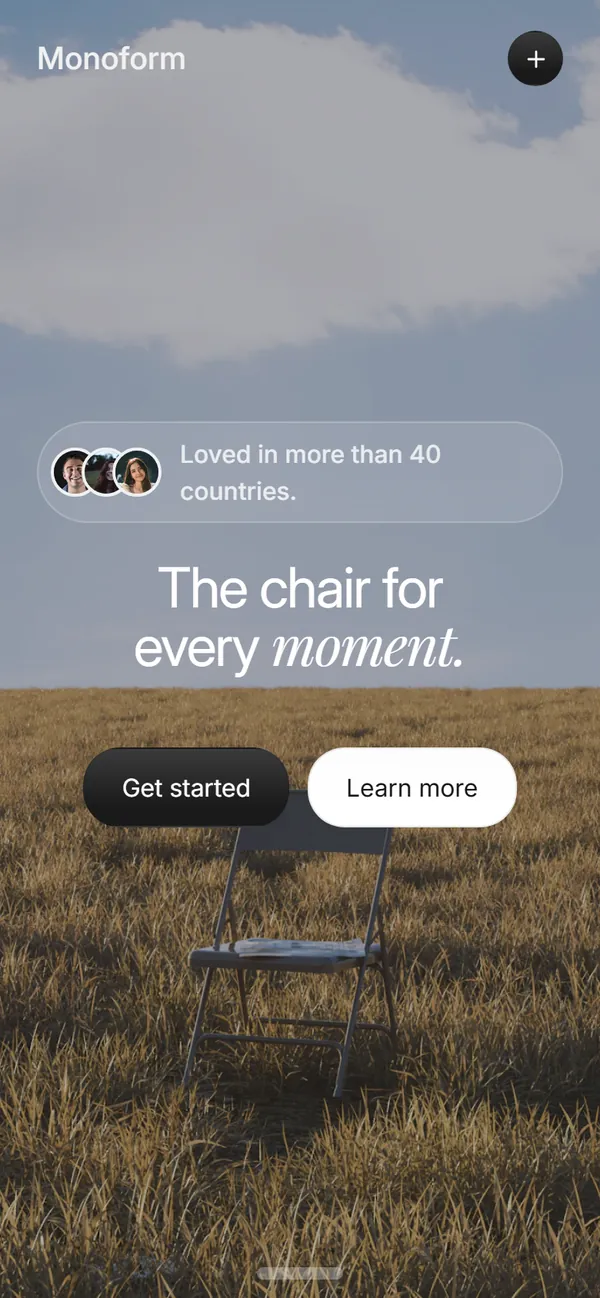 Monoform
Loved in more than 40
countries.
The chair for
every moment.
Get started
Learn more